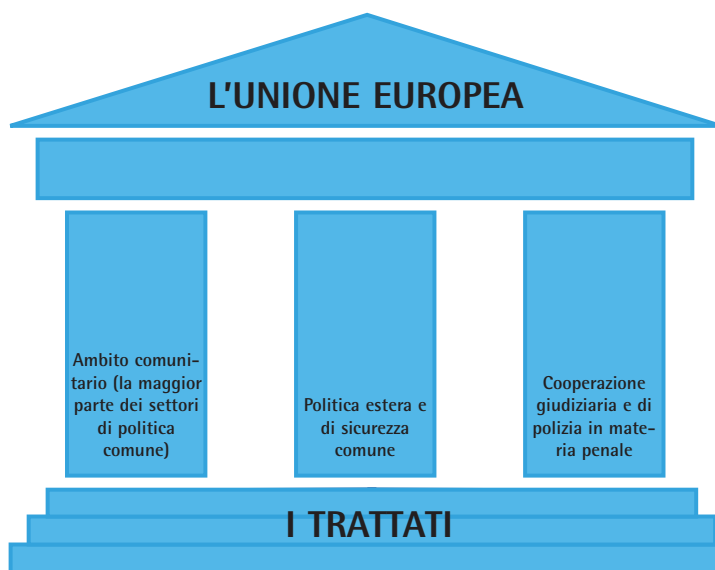 L'UNIONE EUROPEA
Ambito comuni-
tario (la maggior
parte dei settori
di politica
comune)
Politica estera e
di sicurezza
comune
Cooperazione
giudiziaria e di
polizia in mate-
ria penale
I TRATTATI